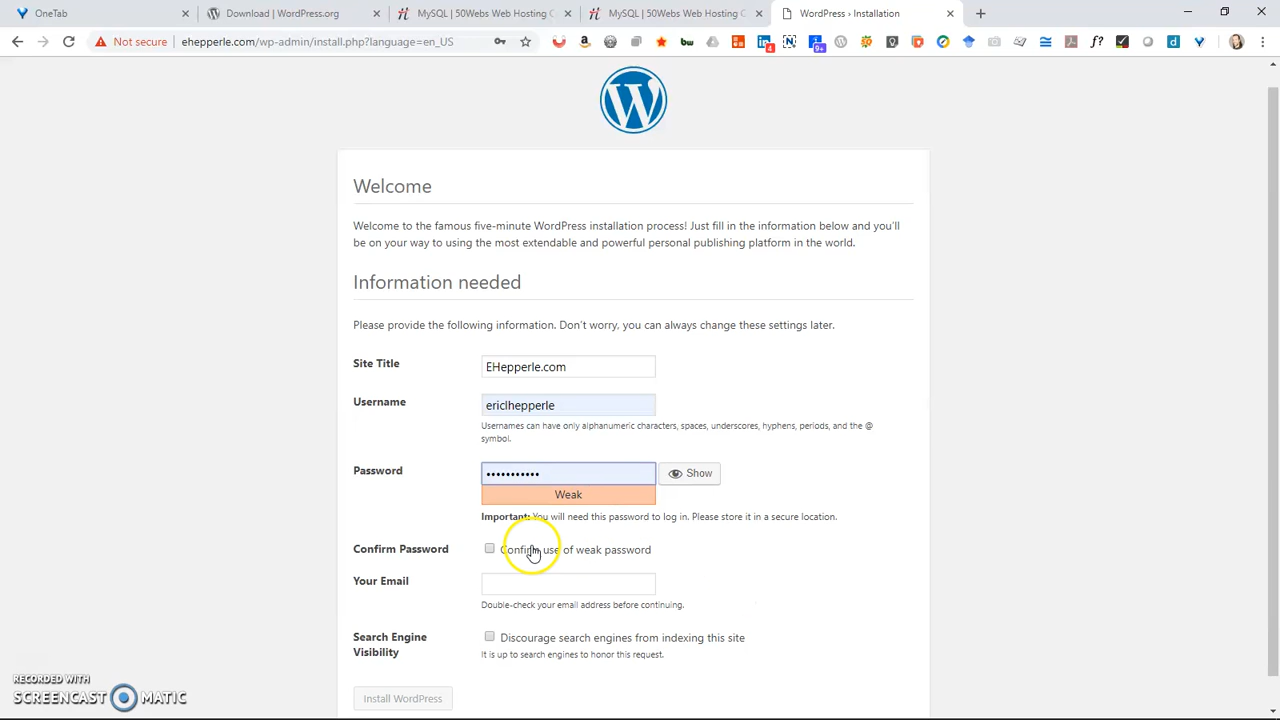 OneTab
Download | WordPress.org
MySQL | 50Webs Web Hosting C
MySQL | 50Webs Web Hosting C
WordPress › Installation
Not secure
ehepperle.com/wp-admin/install.php?language=en_US
Welcome
Welcome to the famous five-minute WordPress installation process! Just fill in the information below and you'll
be on your way to using the most extendable and powerful personal publishing platform in the world.
Information needed
Please provide the following information. Don't worry, you can always change these settings later.
Site Title
EHepperle.com
Username
ericlhepperle
Usernames can have only alphanumeric characters, spaces, underscores, hyphens, periods, and the @
symbol.
Password
•••••••••••
Show
Weak
Important: You will need this password to log in. Please store it in a secure location.
Confirm Password
Confirm use of weak password
Your Email
Double-check your email address before continuing.
Search Engine
Visibility
Discourage search engines from indexing this site
It is up to search engines to honor this request.
Install WordPress
RECORDED WITH
SCREENCAST MATIC